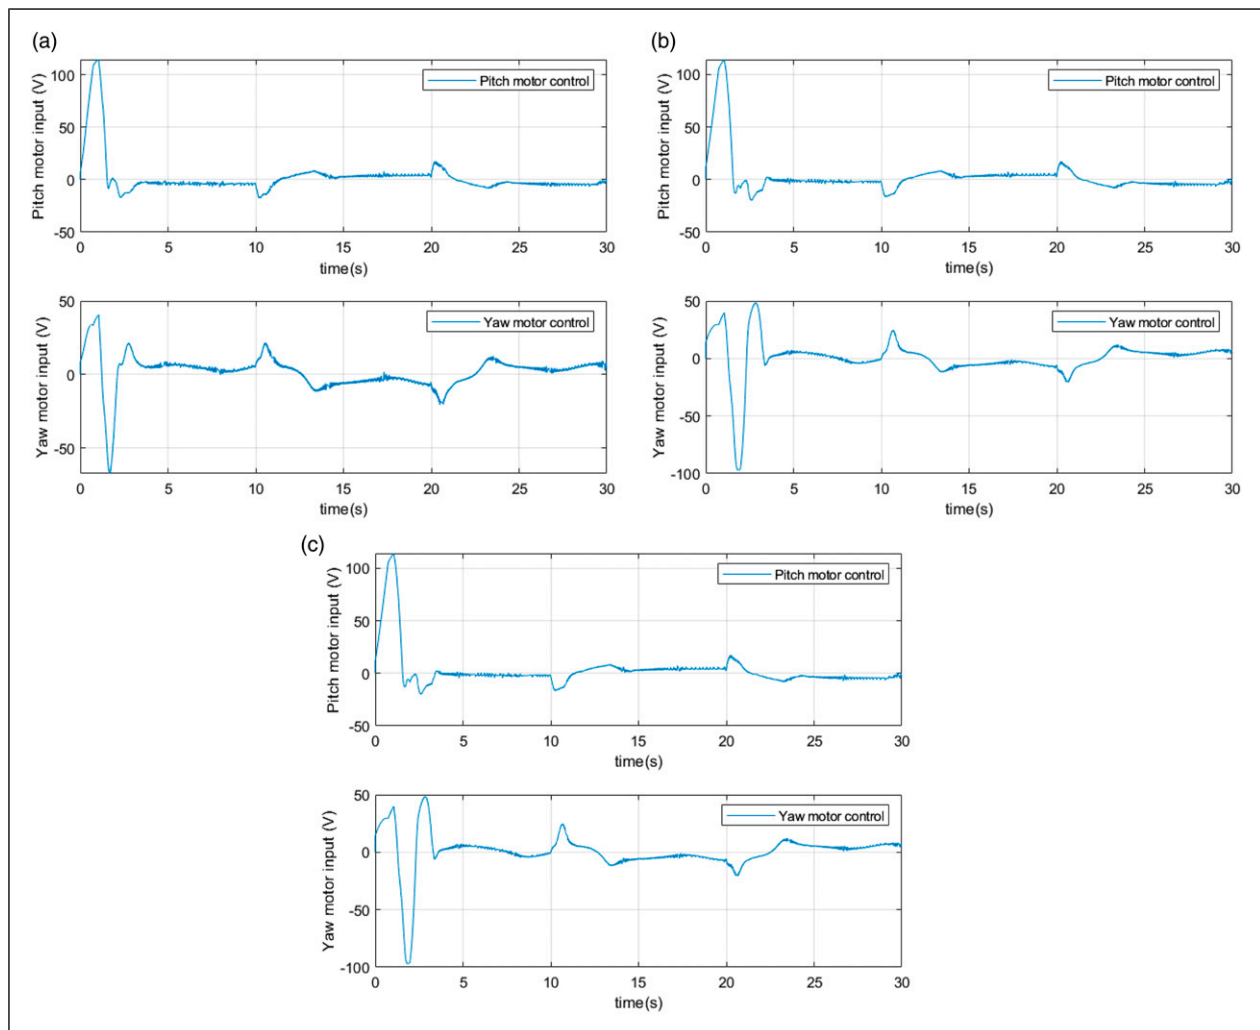 (a)
Pitch motor input (V)
100
50
0
-50
Pitch motor control
0 5 10 15 20 25 30
time(s)
Yaw motor input (V)
50
0
-50
Yaw motor control
0 5 10 15 20 25 30
time(s)
(b)
Pitch motor input (V)
100
50
0
-50
Pitch motor control
0 5 10 15 20 25 30
time(s)
Yaw motor input (V)
50
0
-50
-100
Yaw motor control
0 5 10 15 20 25 30
time(s)
(c)
Pitch motor input (V)
100
50
0
-50
Pitch motor control
0 5 10 15 20 25 30
time(s)
Yaw motor input (V)
50
0
-50
-100
Yaw motor control
0 5 10 15 20 25 30
time(s)